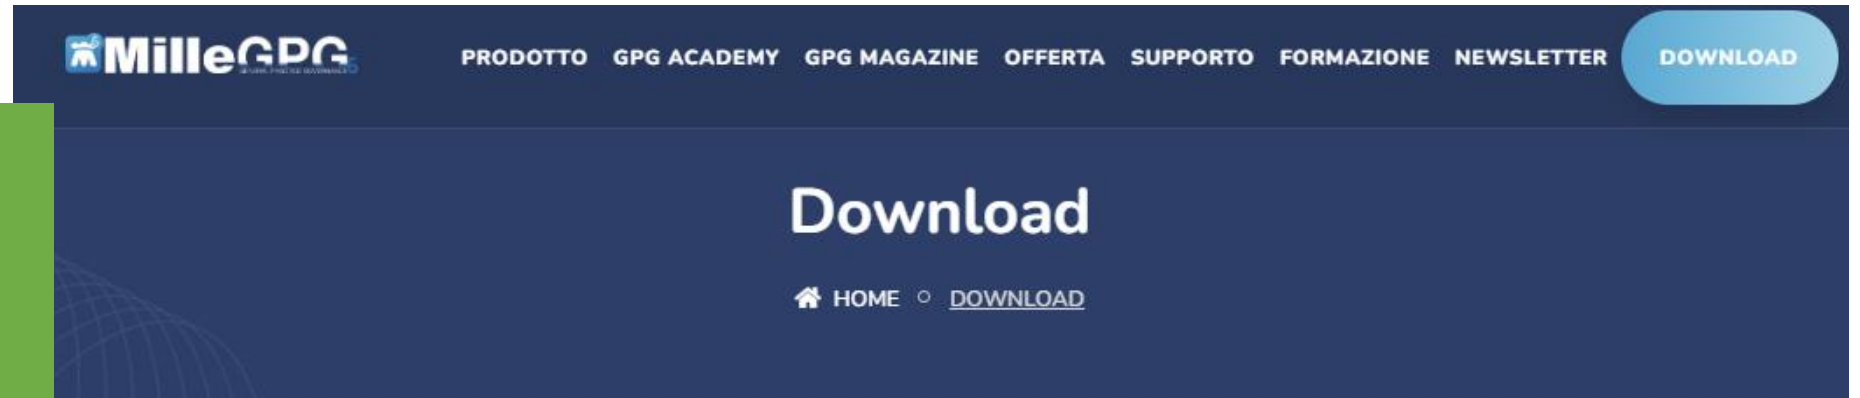 MilleGPG
PRODOTTO GPG ACADEMY GPG MAGAZINE OFFERTA SUPPORTO FORMAZIONE NEWSLETTER DOWNLOAD
Download
HOME DOWNLOAD